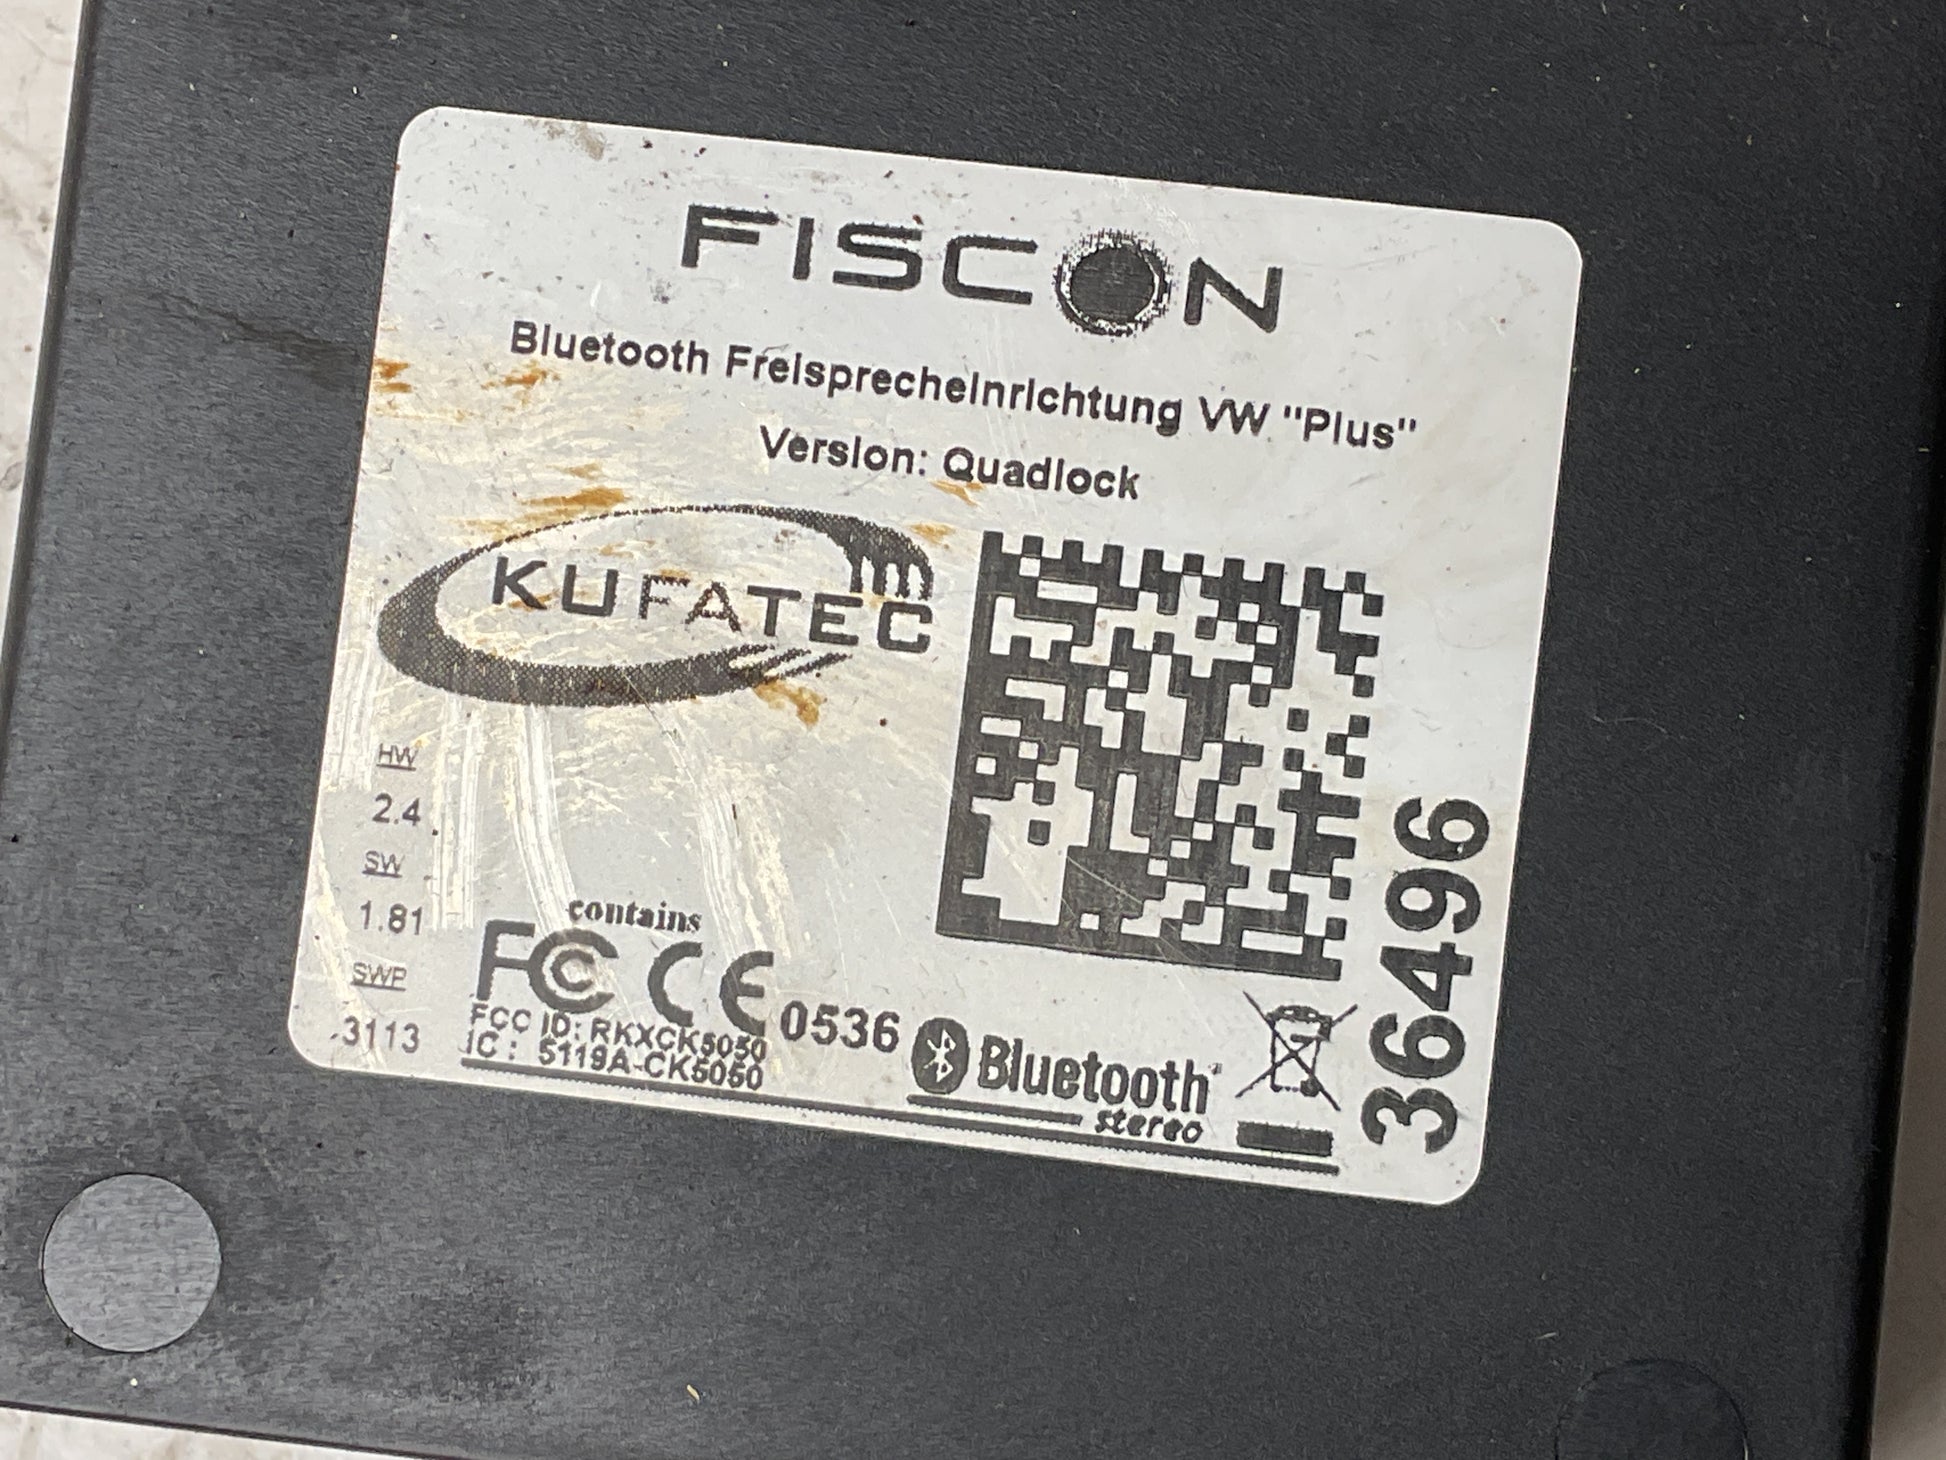 FISCON
Bluetooth Freisprecheinrichtung VW "Plus"
Version: Quadlock
KUFATEC
HW
2.4
SW
1.81
SWP
.3113
contains
FC CE 0536
FCC ID: RKXCK5050
IC: 5119A-CK5050
Bluetooth
stereo
36496